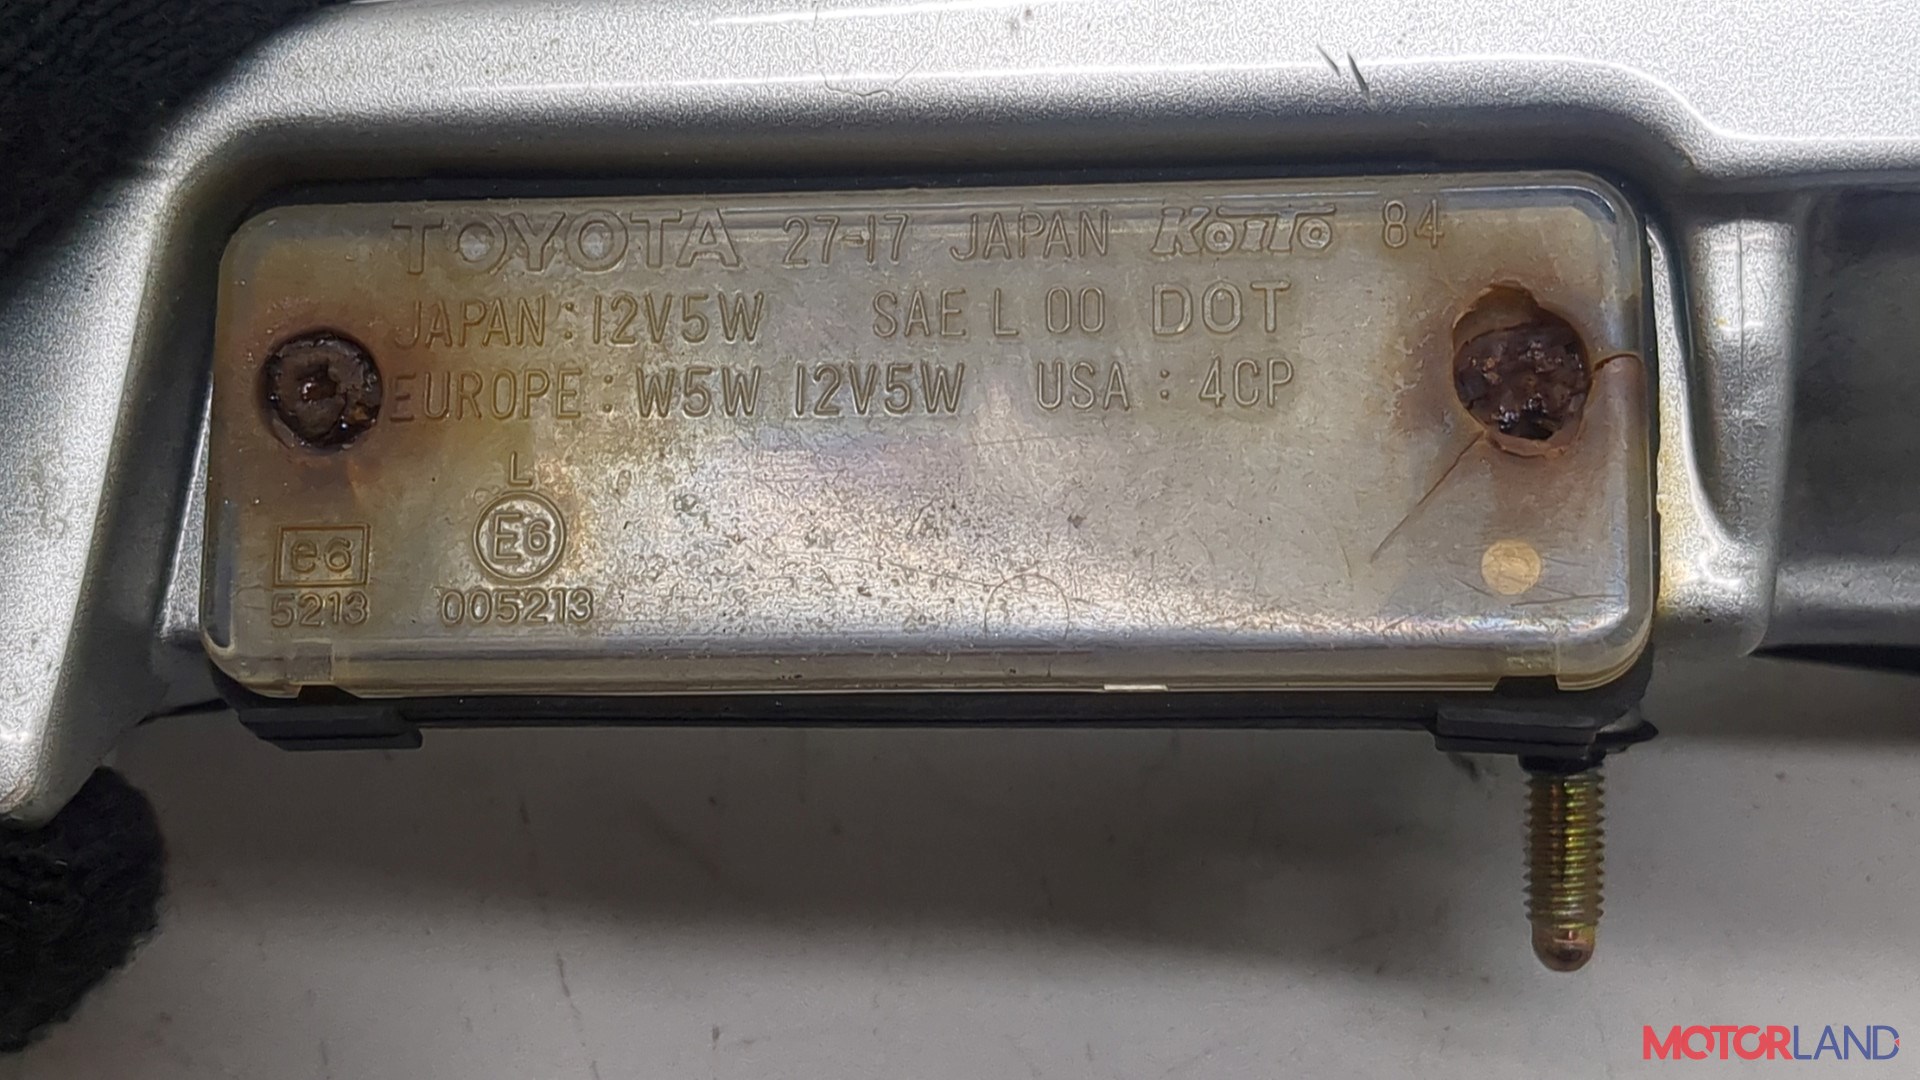 TOYOTA 27-17 JAPAN KOITO 84
JAPAN : 12V5W SAE L 00 DOT
EUROPE : W5W 12V5W USA : 4CP
L
e6 E6
5213 005213
MOTORLAND